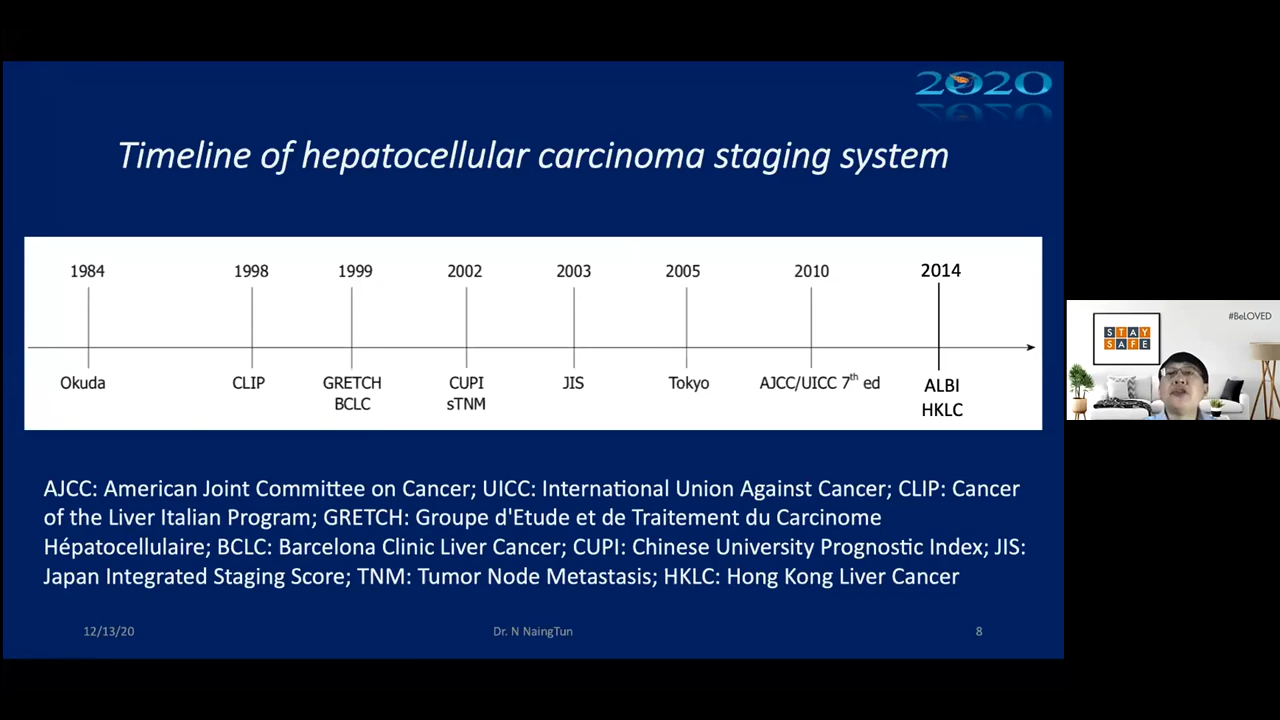 2020
Timeline of hepatocellular carcinoma staging system
1984 1998 1999 2002 2003 2005 2010 2014
Okuda CLIP GRETCH CUPI JIS Tokyo AJCC/UICC 7th ed ALBI
BCLC sTNM HKLC
AJCC: American Joint Committee on Cancer; UICC: International Union Against Cancer; CLIP: Cancer
of the Liver Italian Program; GRETCH: Groupe d'Etude et de Traitement du Carcinome
Hépatocellulaire; BCLC: Barcelona Clinic Liver Cancer; CUPI: Chinese University Prognostic Index; JIS:
Japan Integrated Staging Score; TNM: Tumor Node Metastasis; HKLC: Hong Kong Liver Cancer
12/13/20 Dr. N NaingTun 8
#BeLOVED
STAY
SAFE